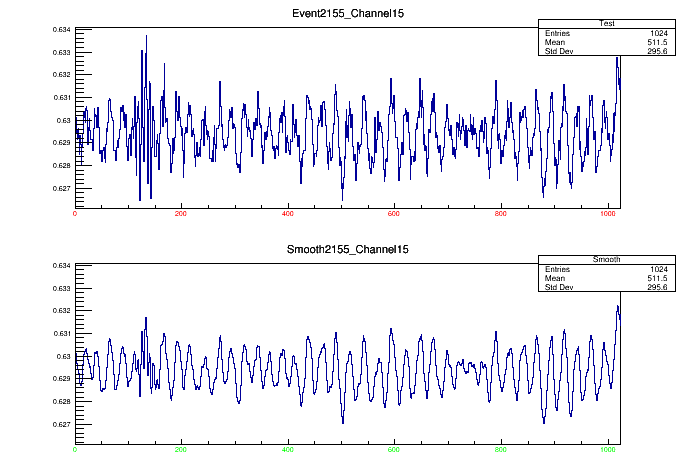 Event2155_Channel15
Test
Entries 1024
Mean 511.5
Std Dev 295.6
0.634
0.633
0.632
0.631
0.63
0.629
0.628
0.627
0 200 400 600 800 1000
Smooth2155_Channel15
Smooth
Entries 1024
Mean 511.5
Std Dev 295.6
0.634
0.633
0.632
0.631
0.63
0.629
0.628
0.627
0 200 400 600 800 1000